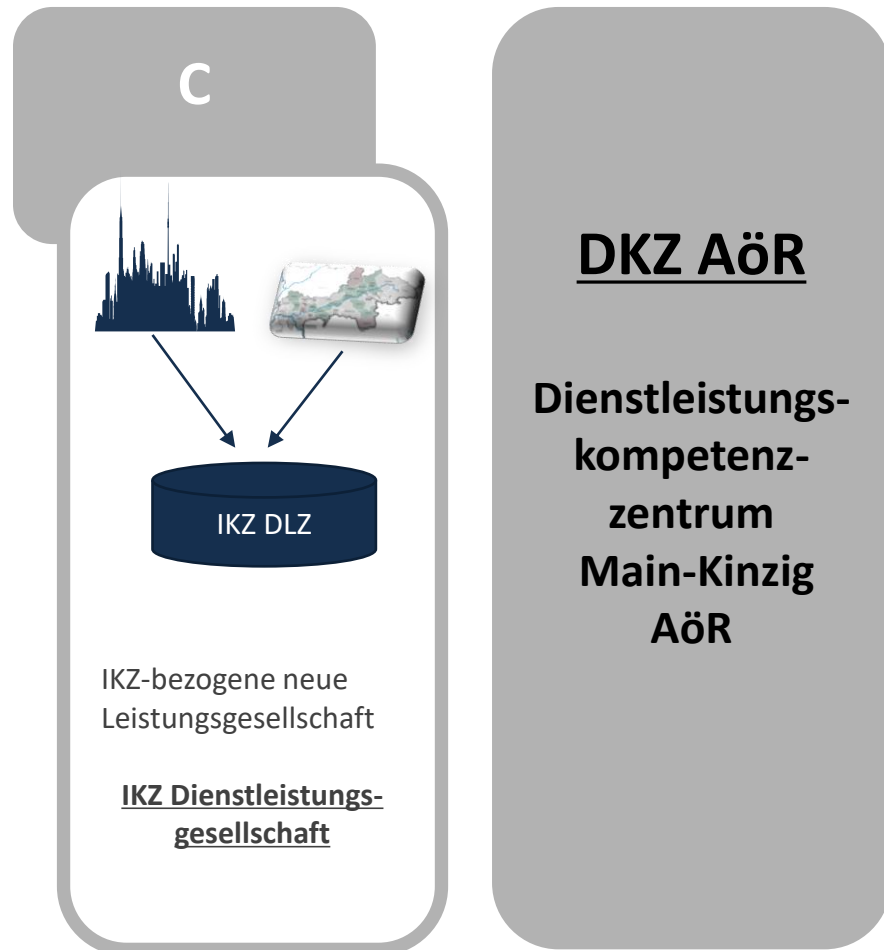 C
IKZ DLZ
IKZ-bezogene neue
Leistungsgesellschaft
IKZ Dienstleistungs-
gesellschaft
DKZ AöR
Dienstleistungs-
kompetenz-
zentrum
Main-Kinzig
AöR